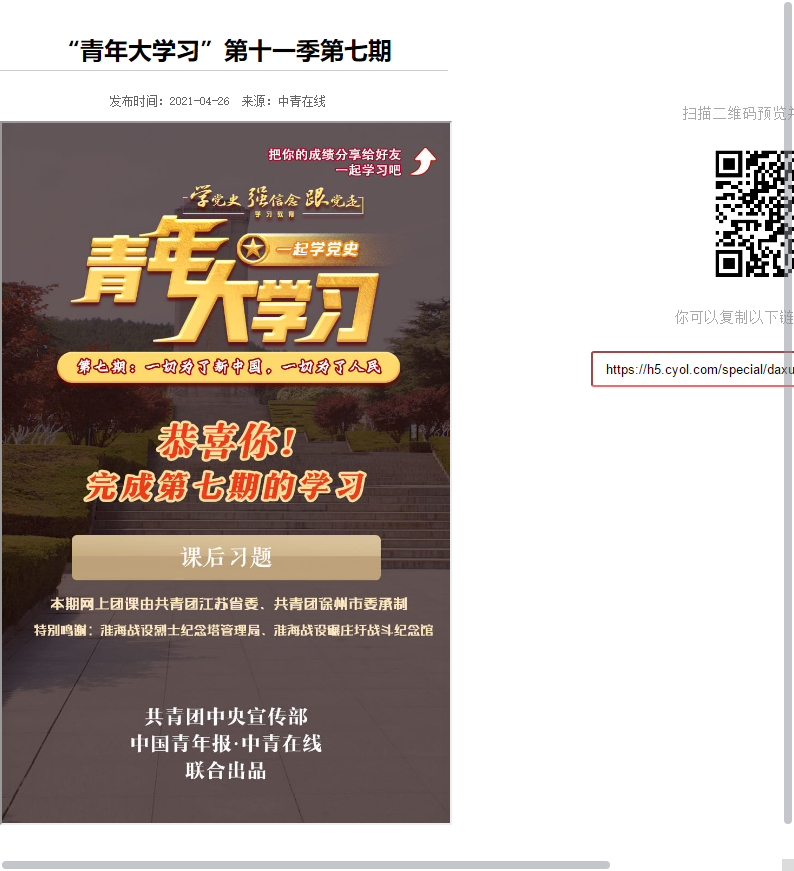 “青年大学习”第十一季第七期
发布时间：2021-04-26 来源：中青在线
扫描二维码预览
把你的成绩分享给好友
一起学习吧
学党史 强信念 跟党走
学习教育
青年
大学习
一起学党史
第七期：一切为了新中國，一切为了人民
你可以复制以下链
https://h5.cyol.com/special/daxu
恭喜你！
完成第七期的学习
课后习题
本期网上团课由共青团江苏省委、共青团徐州市委承制
特别鸣谢：淮海战役烈士纪念塔管理局、淮海战役碾庄圩战斗纪念馆
共青团中央宣传部
中国青年报·中青在线
联合出品